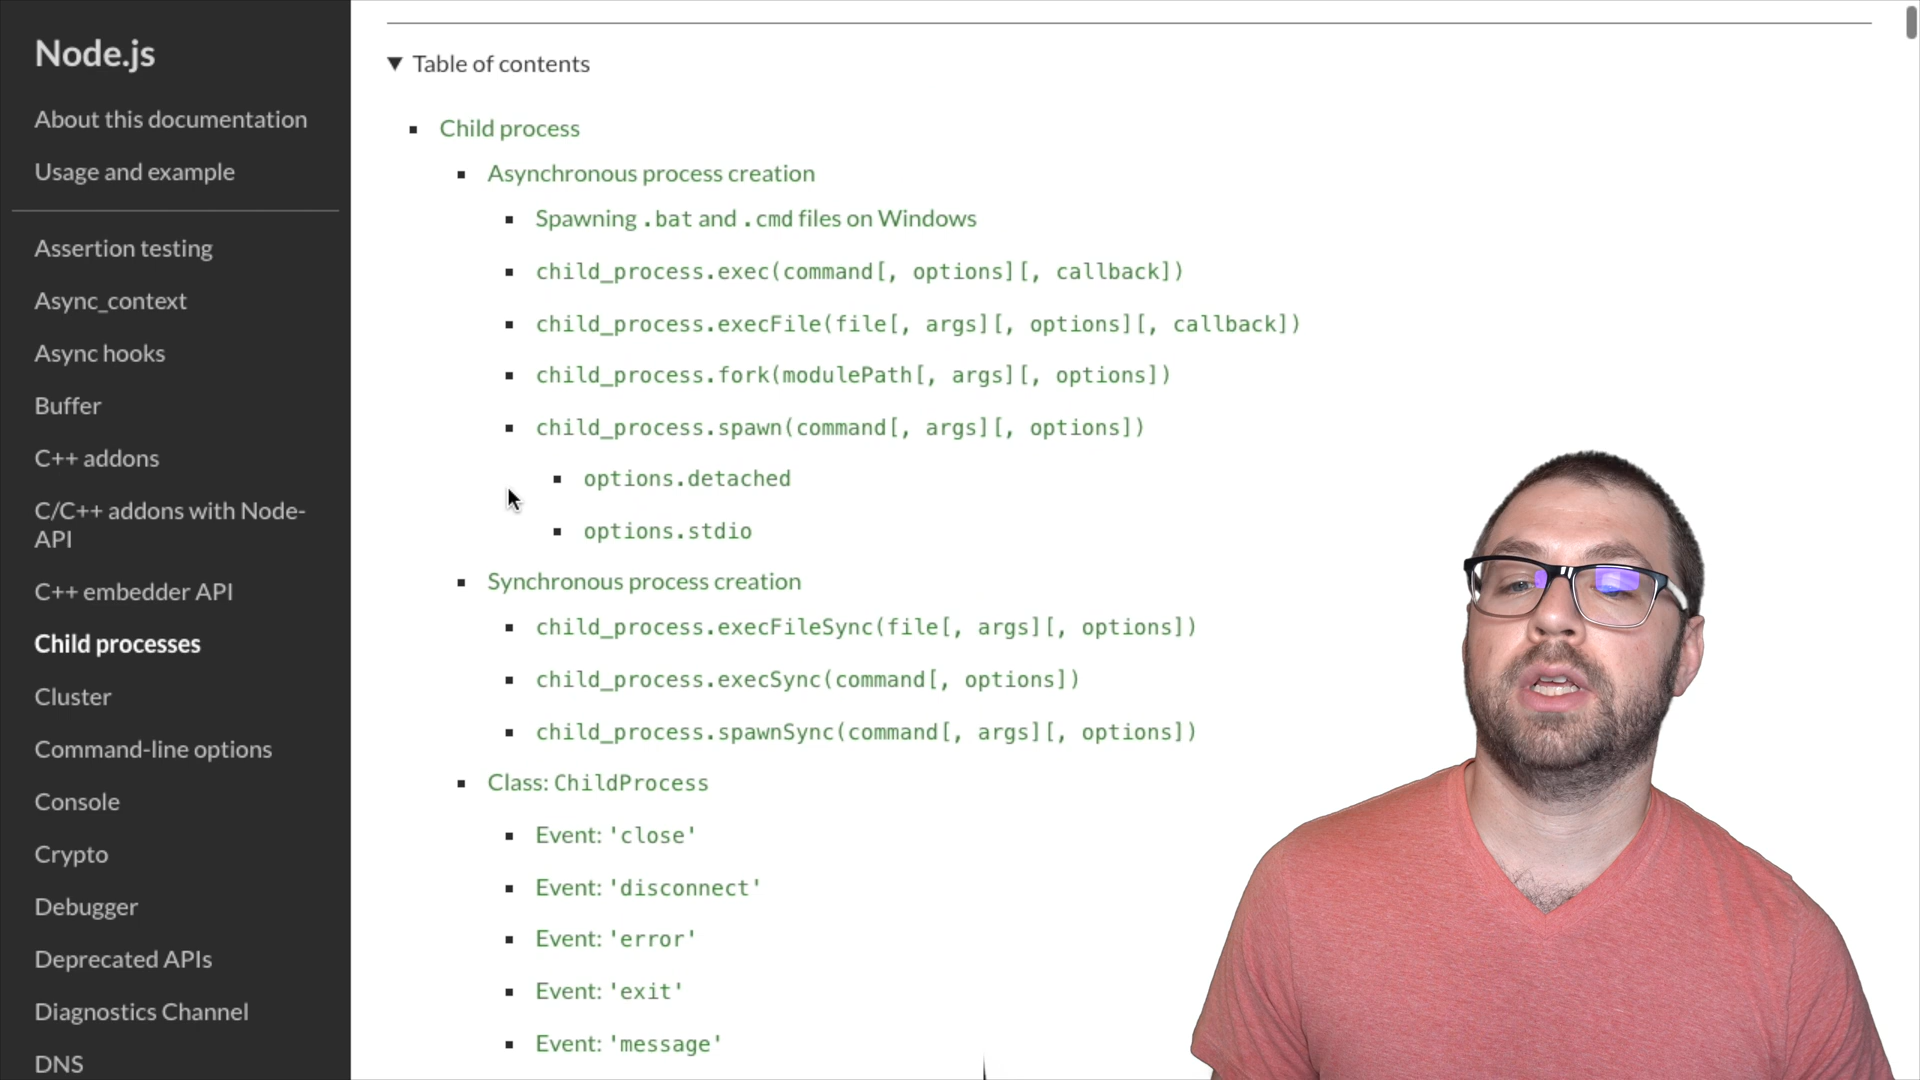 Node.js
About this documentation
Usage and example
Assertion testing
Async_context
Async hooks
Buffer
C++ addons
C/C++ addons with Node-
API
C++ embedder API
Child processes
Cluster
Command-line options
Console
Crypto
Debugger
Deprecated APIs
Diagnostics Channel
DNS
▼ Table of contents
▪ Child process
▪ Asynchronous process creation
▪ Spawning .bat and .cmd files on Windows
▪ child_process.exec(command[, options][, callback])
▪ child_process.execFile(file[, args][, options][, callback])
▪ child_process.fork(modulePath[, args][, options])
▪ child_process.spawn(command[, args][, options])
▪ options.detached
▪ options.stdio
▪ Synchronous process creation
▪ child_process.execFileSync(file[, args][, options])
▪ child_process.execSync(command[, options])
▪ child_process.spawnSync(command[, args][, options])
▪ Class: ChildProcess
▪ Event: 'close'
▪ Event: 'disconnect'
▪ Event: 'error'
▪ Event: 'exit'
▪ Event: 'message'